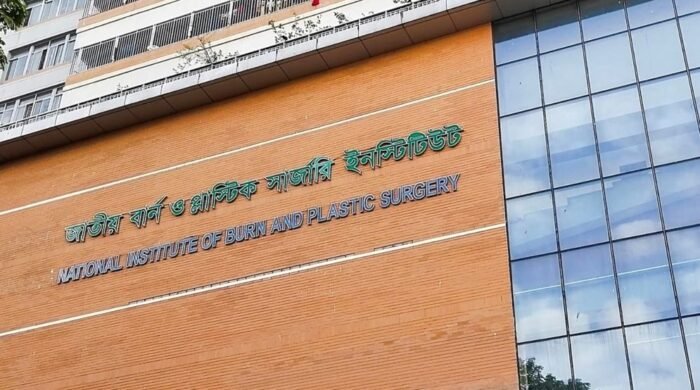 জাতীয় বার্ন ও প্লাস্টিক সার্জারি ইনস্টিটিউট
NATIONAL INSTITUTE OF BURN AND PLASTIC SURGERY